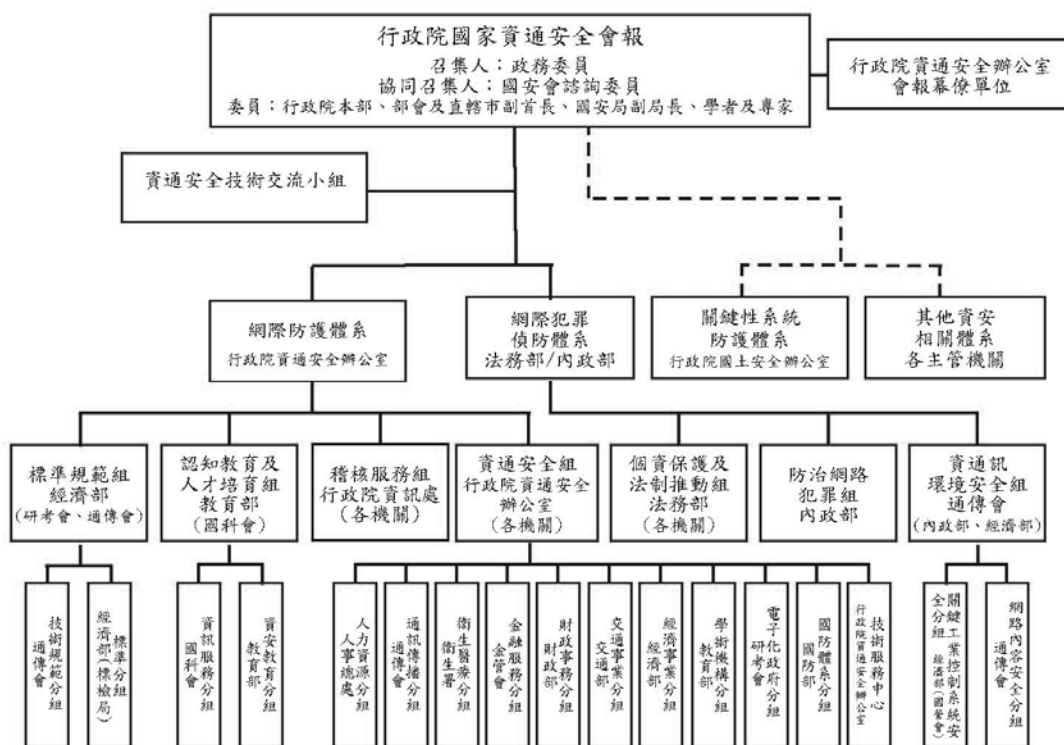 行政院國家資通安全會報
召集人：政務委員
協同召集人：國安會諮詢委員
委員：行政院本部、部會及直轄市副首長、國安局副局長、學者及專家
行政院資通安全辦公室
會報幕僚單位
資通安全技術交流小組
網際防護體系
行政院資通安全辦公室
網際犯罪
偵防體系
法務部/內政部
關鍵性系統
防護體系
行政院國土安全辦公室
其他資安
相關體系
各主管機關
標準規範組
經濟部
(研考會、通傳會)
認知教育及
人才培育組
教育部
(國科會)
稽核服務組
行政院資訊處
(各機關)
資通安全組
行政院資通安全
辦公室
(各機關)
個資保護及
法制推動組
法務部
(各機關)
防治網路
犯罪組
內政部
資通訊
環境安全組
通傳會
(內政部、經濟部)
技術規範分組
通傳會
標準分組
經濟部(標檢局)
資訊服務分組
國科會
資安教育分組
教育部
人力資源分組
人事總處
通訊傳播分組
通傳會
衛生醫療分組
衛生署
金融服務分組
金管會
財政事務分組
財政部
交通事業分組
交通部
經濟事業分組
經濟部
學術機構分組
教育部
電子化政府分組
研考會
國防體系分組
國防部
技術服務中心
行政院資通安全辦公室
關鍵工業控制系統安
全分組 經濟部(國營會)
網路內容安全分組
通傳會